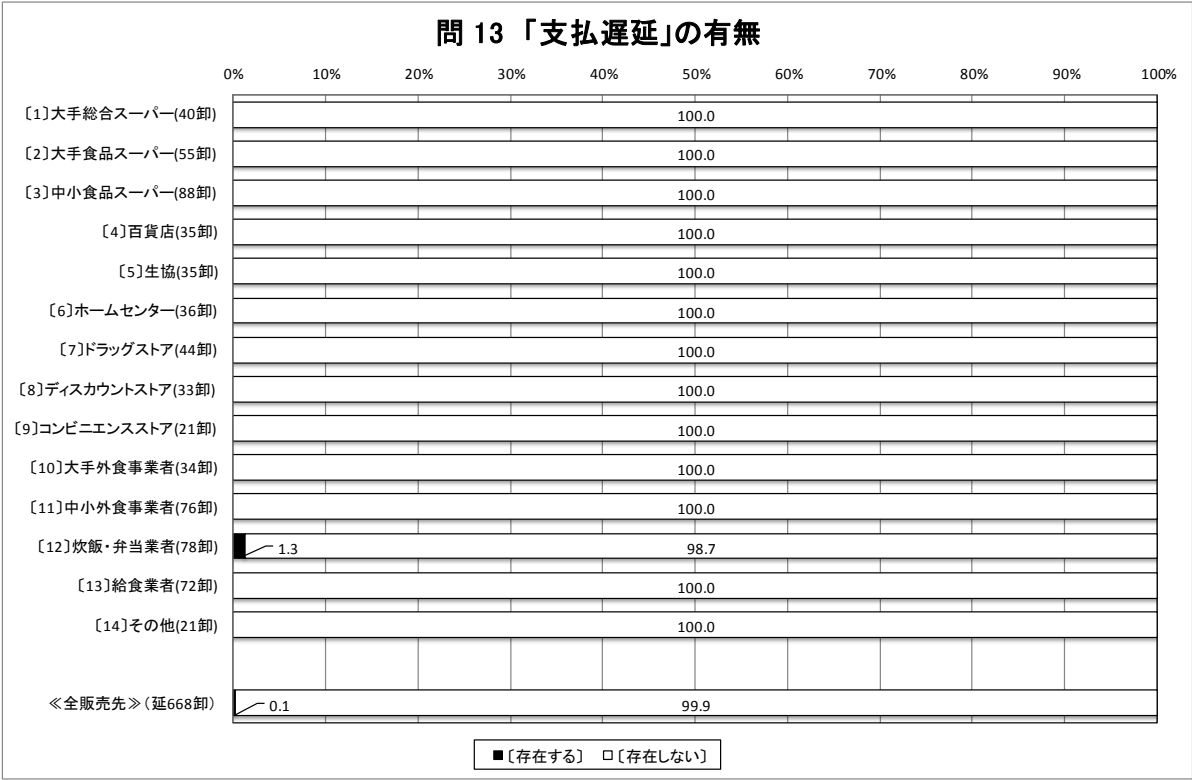 問 13 「支払遅延」の有無
0% 10% 20% 30% 40% 50% 60% 70% 80% 90% 100%
〔1〕大手総合スーパー(40卸) 100.0
〔2〕大手食品スーパー(55卸) 100.0
〔3〕中小食品スーパー(88卸) 100.0
〔4〕百貨店(35卸) 100.0
〔5〕生協(35卸) 100.0
〔6〕ホームセンター(36卸) 100.0
〔7〕ドラッグストア(44卸) 100.0
〔8〕ディスカウントストア(33卸) 100.0
〔9〕コンビニエンスストア(21卸) 100.0
〔10〕大手外食事業者(34卸) 100.0
〔11〕中小外食事業者(76卸) 100.0
〔12〕炊飯・弁当業者(78卸) 1.3 98.7
〔13〕給食業者(72卸) 100.0
〔14〕その他(21卸) 100.0
≪全販売先≫（延668卸） 0.1 99.9
■〔存在する〕 □〔存在しない〕